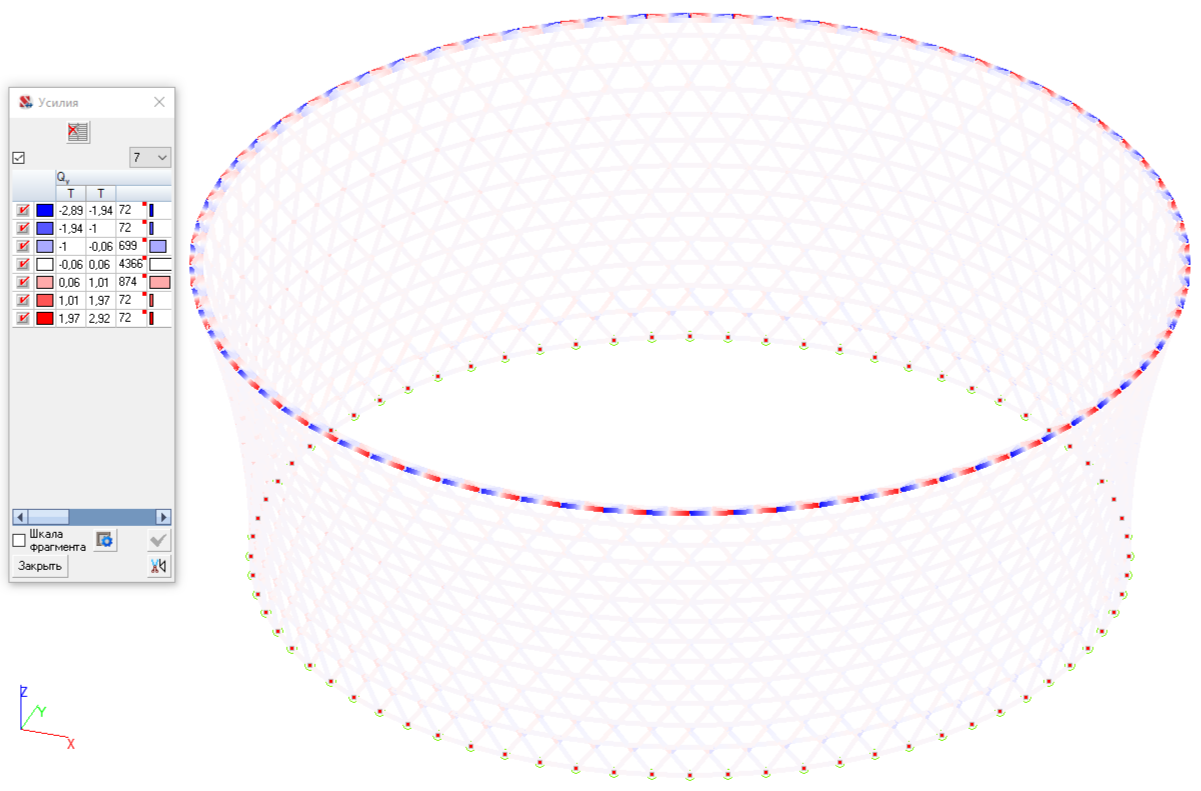 Усилия
7
Qy
Т Т
-2,89 -1,94 72
-1,94 -1 72
-1 -0,06 699
-0,06 0,06 4366
0,06 1,01 874
1,01 1,97 72
1,97 2,92 72
Шкала
фрагмента
Закрыть
Z
Y
X